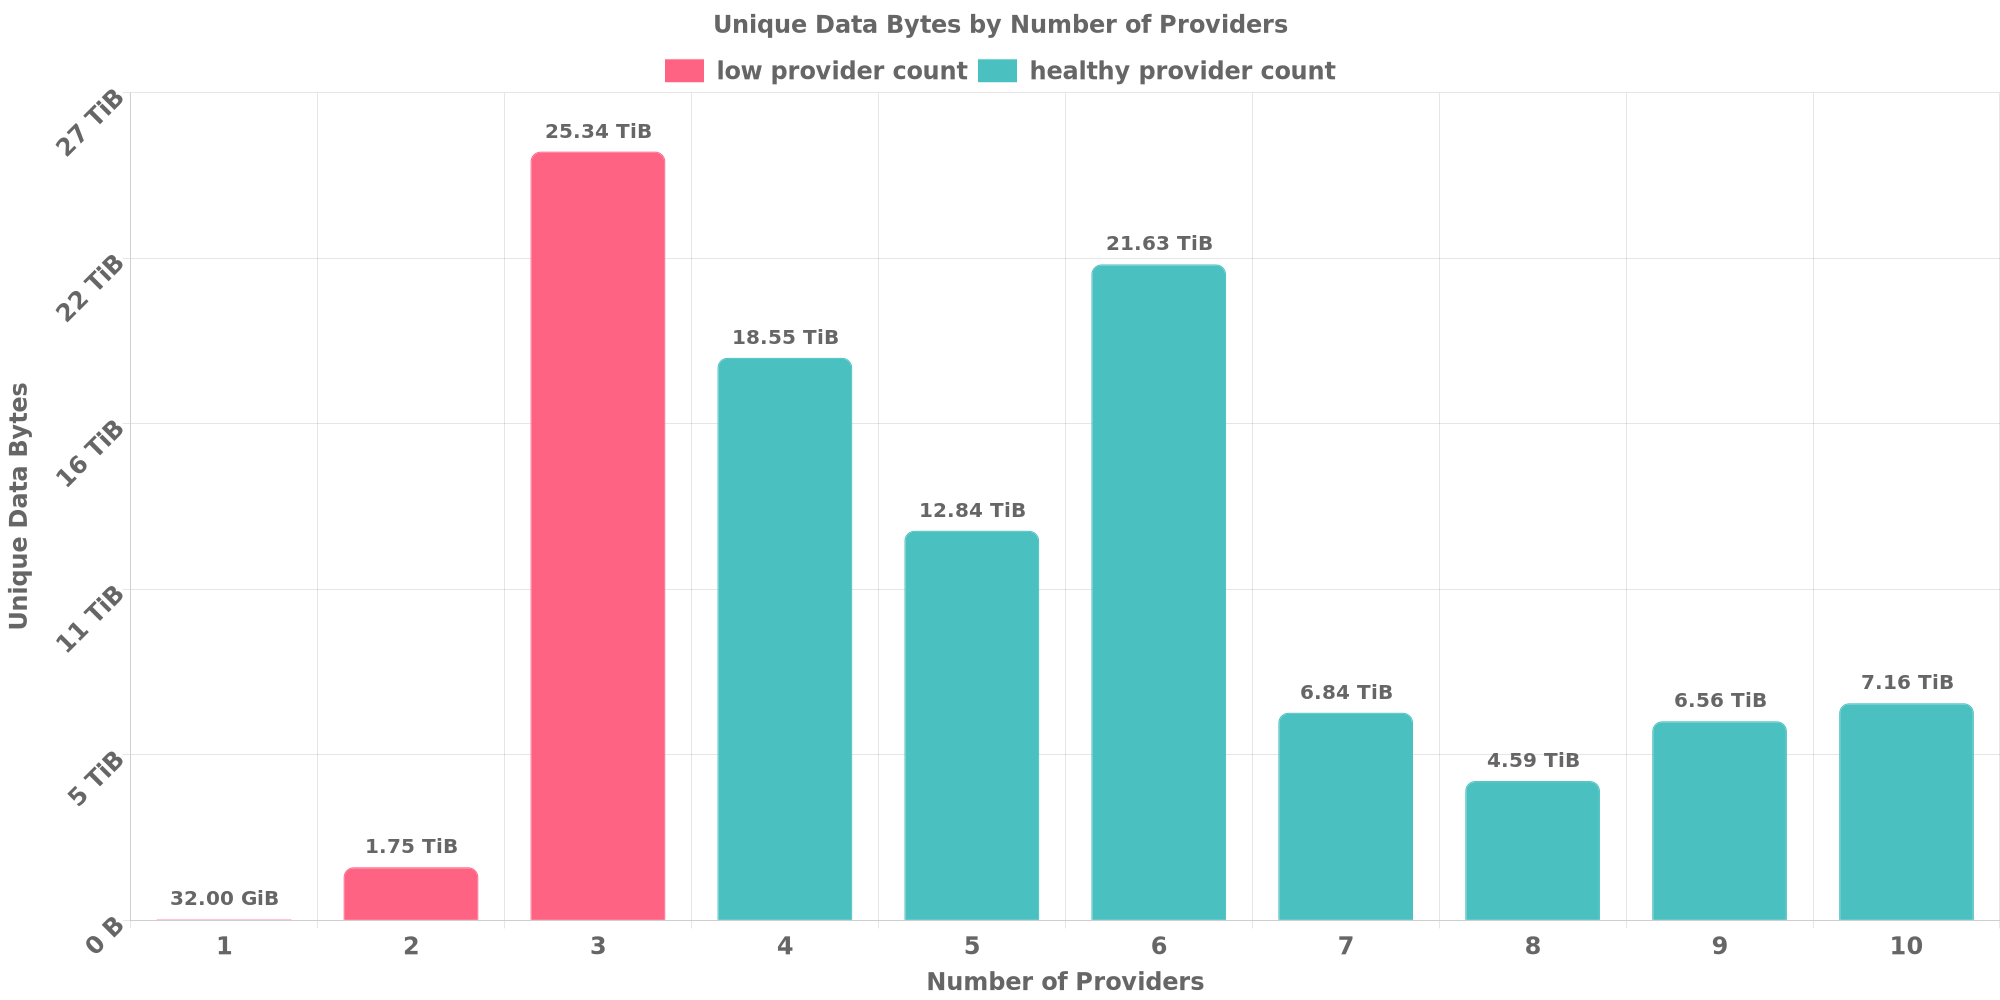 Unique Data Bytes by Number of Providers
low provider count healthy provider count
27 TiB
22 TiB
16 TiB
11 TiB
5 TiB
0 B
Unique Data Bytes
32.00 GiB
1.75 TiB
25.34 TiB
18.55 TiB
12.84 TiB
21.63 TiB
6.84 TiB
4.59 TiB
6.56 TiB
7.16 TiB
1 2 3 4 5 6 7 8 9 10
Number of Providers